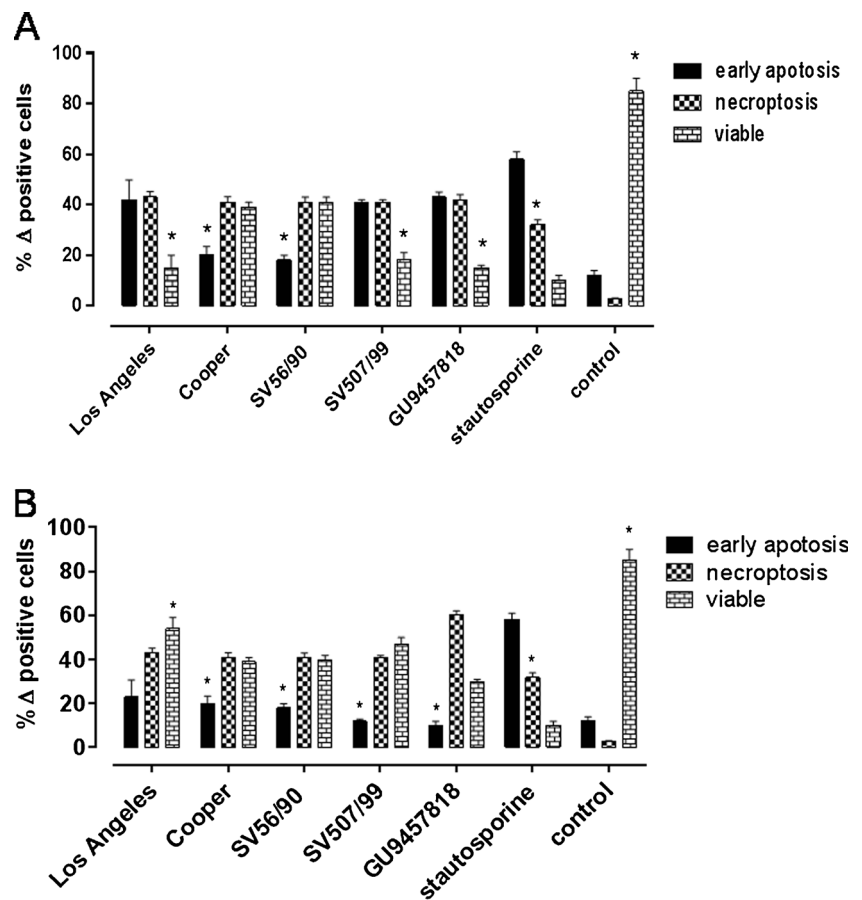 A
% Δ positive cells
100
80
60
40
20
0
* * * * * * *
early apotosis
necroptosis
viable
Los Angeles
Cooper
SV56/90
SV507/99
GU9457818
stautosporine
control
B
% Δ positive cells
100
80
60
40
20
0
* * * * * * *
early apotosis
necroptosis
viable
Los Angeles
Cooper
SV56/90
SV507/99
GU9457818
stautosporine
control